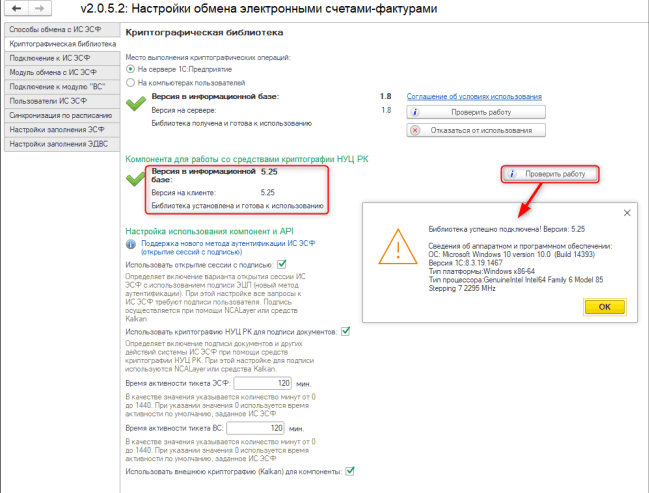 v2.0.5.2: Настройки обмена электронными счетами-фактурами
Способы обмена с ИС ЭСФ
Криптографическая библиотека
Подключение к ИС ЭСФ
Модуль обмена с ИС ЭСФ
Подключение к модулю "ВС"
Пользователи ИС ЭСФ
Синхронизация по расписанию
Настройки заполнения ЭСФ
Настройки заполнения ЭДВС
Криптографическая библиотека
Место выполнения криптографических операций:
На сервере 1С:Предприятие
На компьютерах пользователей
Версия в информационной базе: 1.8
Соглашение об условиях использования
Версия на сервере: 1.8
Проверить работу
Библиотека получена и готова к использованию
Отказаться от использования
Компонента для работы со средствами криптографии НУЦ РК
Версия в информационной 5.25
базе:
Версия на клиенте: 5.25
Библиотека установлена и готова к использованию
Проверить работу
Библиотека успешно подключена! Версия: 5.25
Сведения об аппаратном и программном обеспечении:
ОС: Microsoft Windows 10 version 10.0 (Build 14393)
Версия 1С:8.3.19.1467
Тип платформы:Windows x86-64
Тип процессора:GenuineIntel Intel64 Family 6 Model 85
Stepping 7 2295 MHz
OK
Настройка использования компонент и API
Поддержка нового метода аутентификации ИС ЭСФ
(открытие сессий с подписью)
Использовать открытие сессии с подписью:
Определяет включение варианта открытия сессии ИС
ЭСФ с использованием подписи ЭЦП (новый метод
аутентификации). При этой настройке все запросы к
ИС ЭСФ требуют подписи пользователя. Подпись
осуществляется при помощи NCALayer или средств
Kalkan
Использовать криптографию НУЦ РК для подписи документов:
Определяет включение подписи документов и других
действий системы ИС ЭСФ при помощи средств
криптографии НУЦ РК. При этой настройке для подписи
используются NCALayer или средства Kalkan.
Время активности тикета ЭСФ: 120 мин.
В качестве значения указывается количество минут от 0
до 1440. При указании значения 0 используется время
активности по умолчанию, заданное ИС ЭСФ
Время активности тикета ВС: 120 мин.
В качестве значения указывается количество минут от 0
до 1440. При указании значения 0 используется время
активности по умолчанию, заданное ИС ЭСФ
Использовать внешнюю криптографию (Kalkan) для компоненты: